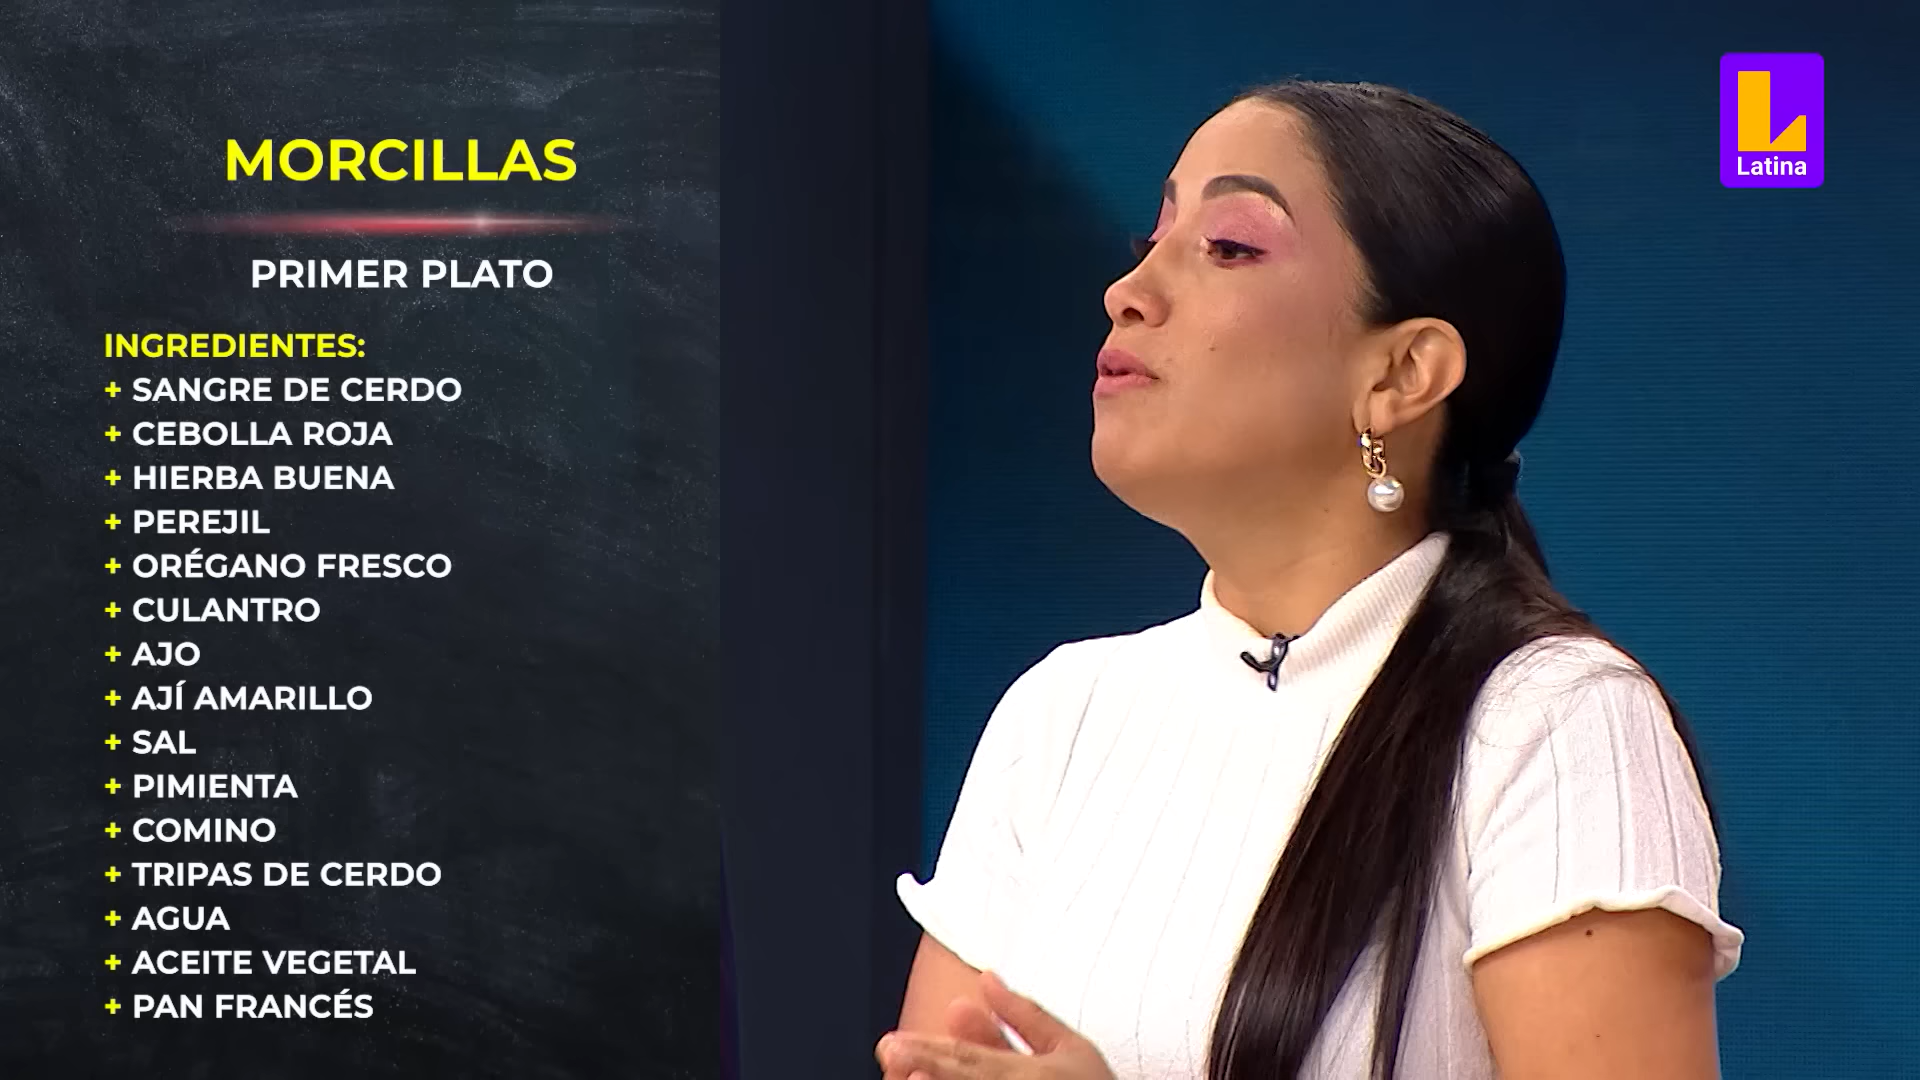 MORCILLAS
PRIMER PLATO
INGREDIENTES:
+ SANGRE DE CERDO
+ CEBOLLA ROJA
+ HIERBA BUENA
+ PEREJIL
+ ORÉGANO FRESCO
+ CULANTRO
+ AJO
+ AJÍ AMARILLO
+ SAL
+ PIMIENTA
+ COMINO
+ TRIPAS DE CERDO
+ AGUA
+ ACEITE VEGETAL
+ PAN FRANCÉS
Latina